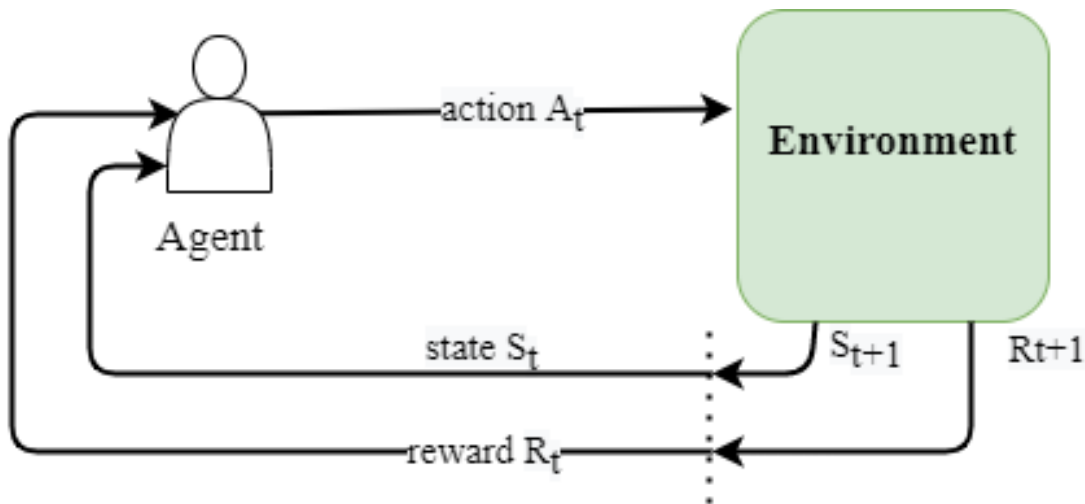 action At
Environment
Agent
state St
St+1
Rt+1
reward Rt